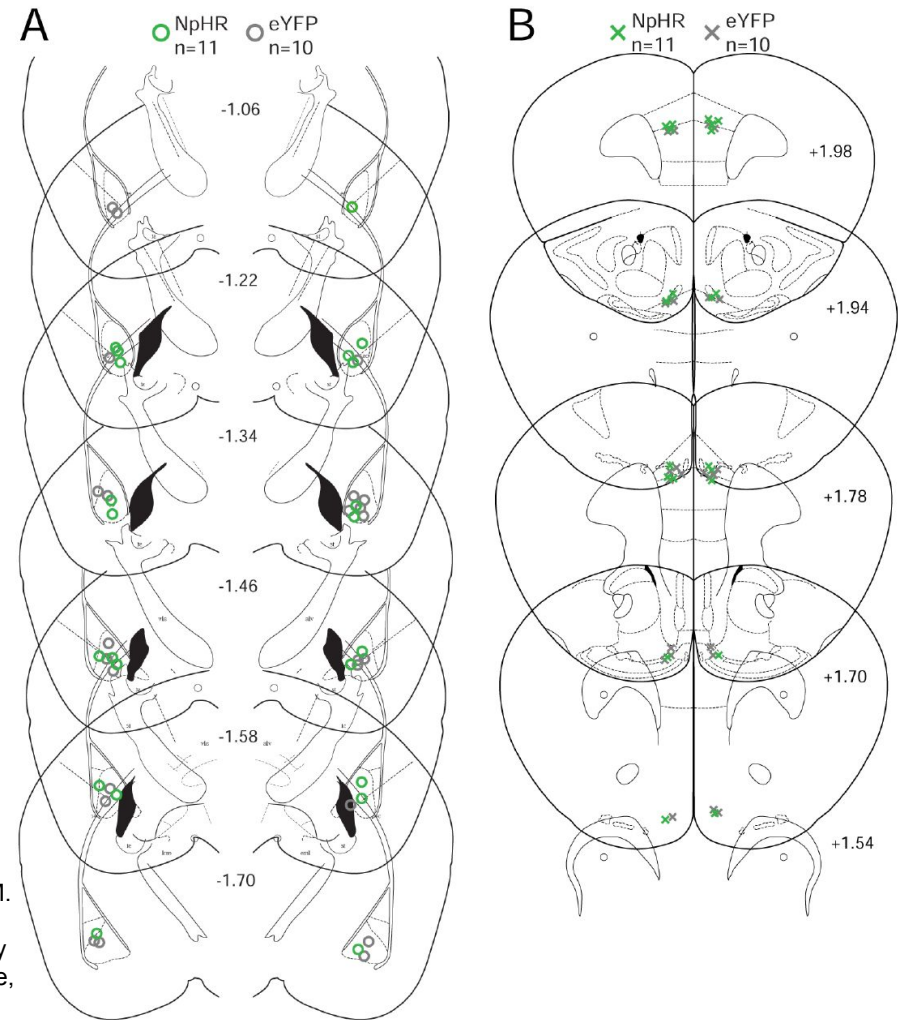 A
NpHR
n=11
eYFP
n=10
-1.06
-1.22
-1.34
-1.46
-1.58
-1.70
M.
y
e,
B
NpHR
n=11
eYFP
n=10
+1.98
+1.94
+1.78
+1.70
+1.54